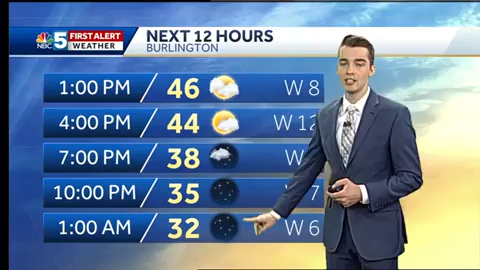 NBC 5 FIRST ALERT
WEATHER
NEXT 12 HOURS
BURLINGTON
1:00 PM 46 W 8
4:00 PM 44 W 12
7:00 PM 38 W
10:00 PM 35 7
1:00 AM 32 W 6